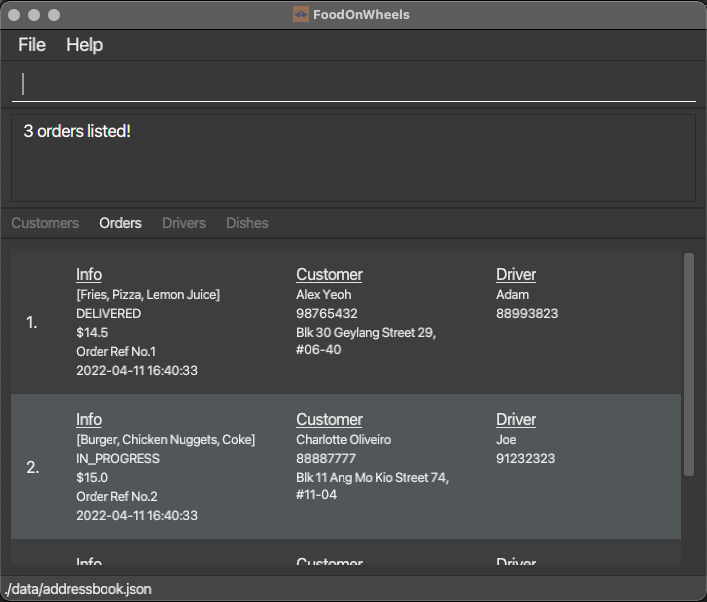 FoodOnWheels
File Help
3 orders listed!
Customers Orders Drivers Dishes
1.
Info
[Fries, Pizza, Lemon Juice]
DELIVERED
$14.5
Order Ref No.1
2022-04-11 16:40:33
Customer
Alex Yeoh
98765432
Blk 30 Geylang Street 29,
#06-40
Driver
Adam
88993823
2.
Info
[Burger, Chicken Nuggets, Coke]
IN_PROGRESS
$15.0
Order Ref No.2
2022-04-11 16:40:33
Customer
Charlotte Oliveiro
88887777
Blk 11 Ang Mo Kio Street 74,
#11-04
Driver
Joe
91232323
Info Customer Driver
./data/addressbook.json